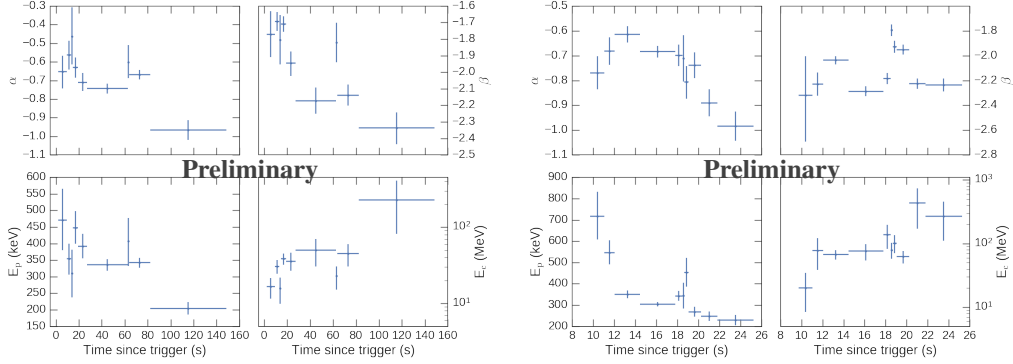 −0.3 −0.4 −0.5 −0.6 −0.7 −0.8 −0.9 −1.0 −1.1
α
−1.6 −1.7 −1.8 −1.9 −2.0 −2.1 −2.2 −2.3 −2.4 −2.5
β
−0.5 −0.6 −0.7 −0.8 −0.9 −1.0 −1.1
α
−1.8 −2.0 −2.2 −2.4 −2.6 −2.8
β
Preliminary
Preliminary
600 550 500 450 400 350 300 250 200 150
Eₚ (keV)
10² 10¹
E_c (MeV)
900 800 700 600 500 400 300 200
Eₚ (keV)
10³ 10² 10¹
E_c (MeV)
0 20 40 60 80 100 120 140 160
0 20 40 60 80 100 120 140 160
8 10 12 14 16 18 20 22 24 26
8 10 12 14 16 18 20 22 24 26
Time since trigger (s)
Time since trigger (s)
Time since trigger (s)
Time since trigger (s)